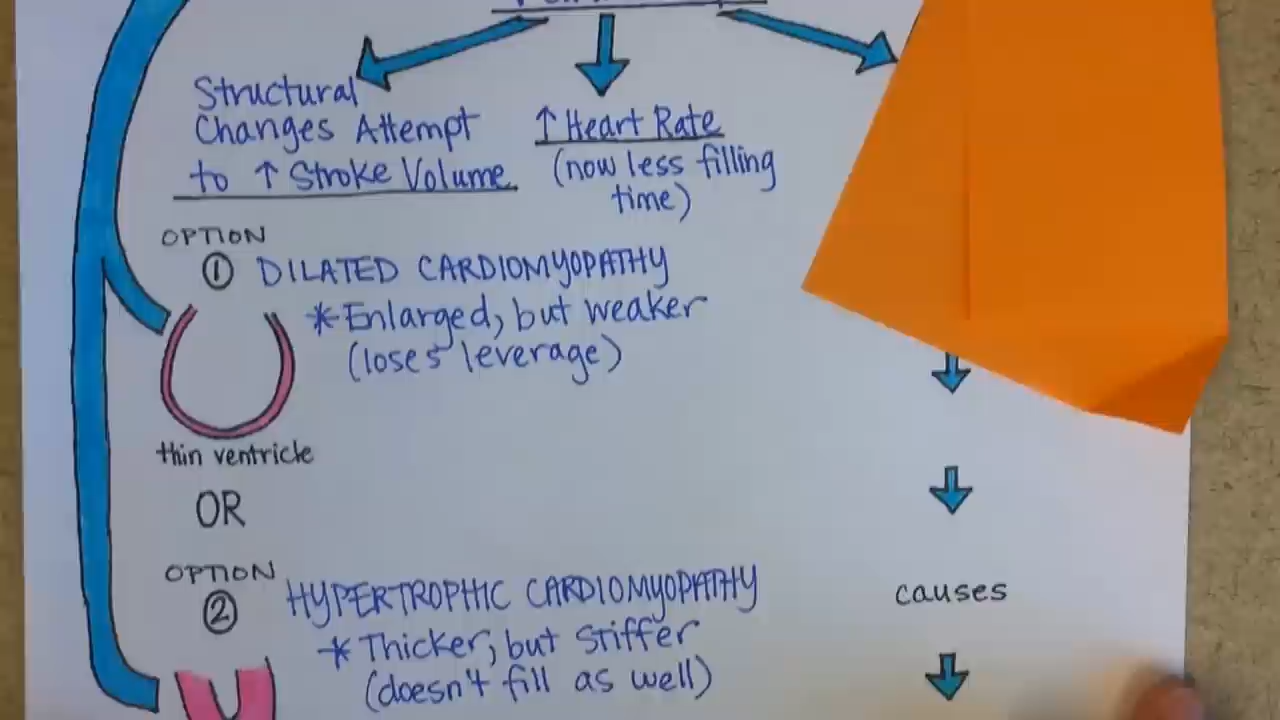 Structural
Changes Attempt
to ↑ Stroke Volume
↑ Heart Rate
(now less filling
time)
OPTION
① DILATED CARDIOMYOPATHY
* Enlarged, but weaker
(loses leverage)
thin ventricle
OR
OPTION
② HYPERTROPHIC CARDIOMYOPATHY
* Thicker, but stiffer
(doesn't fill as well)
causes